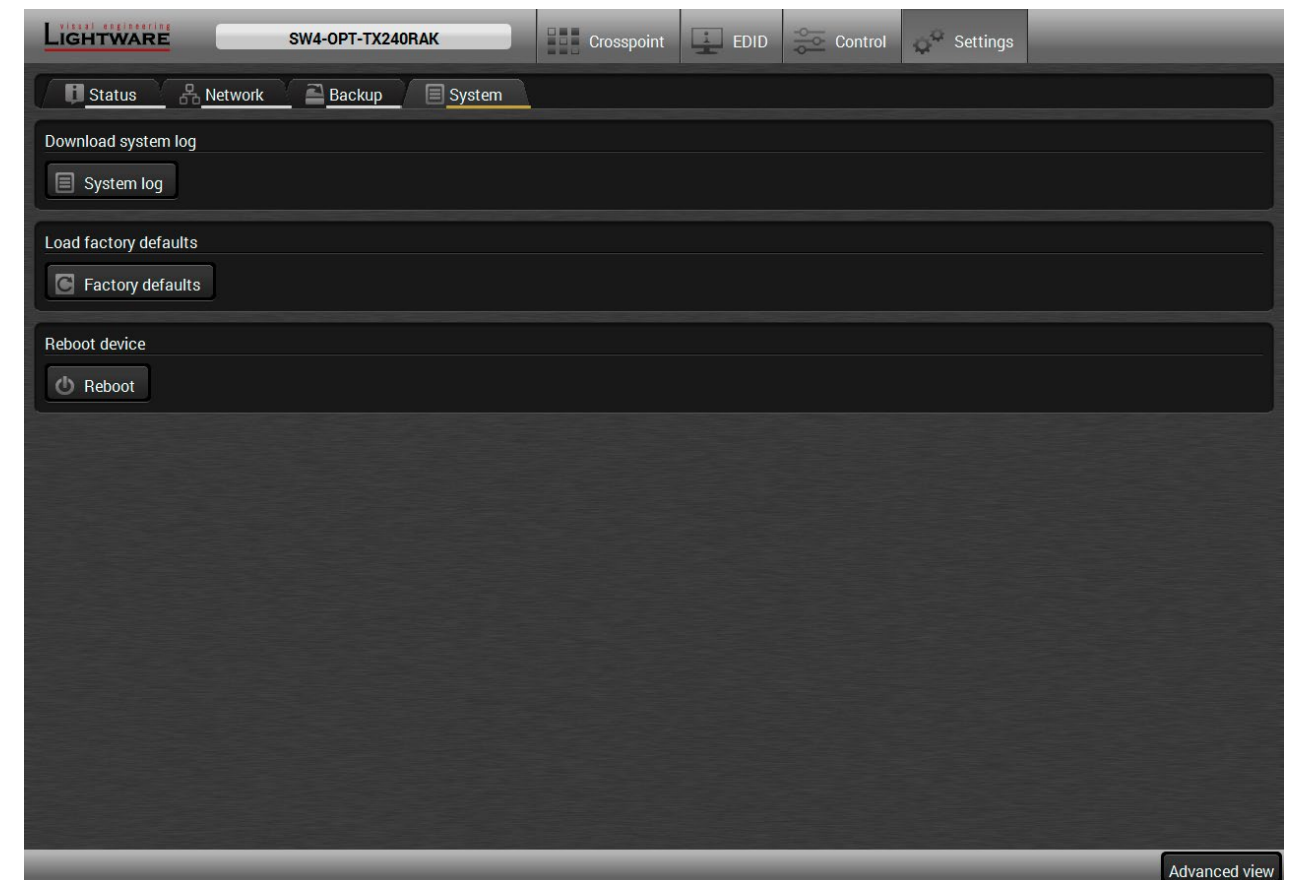 visual engineering
LIGHTWARE
SW4-OPT-TX240RAK
Crosspoint
EDID
Control
Settings
Status
Network
Backup
System
Download system log
System log
Load factory defaults
Factory defaults
Reboot device
Reboot
Advanced view